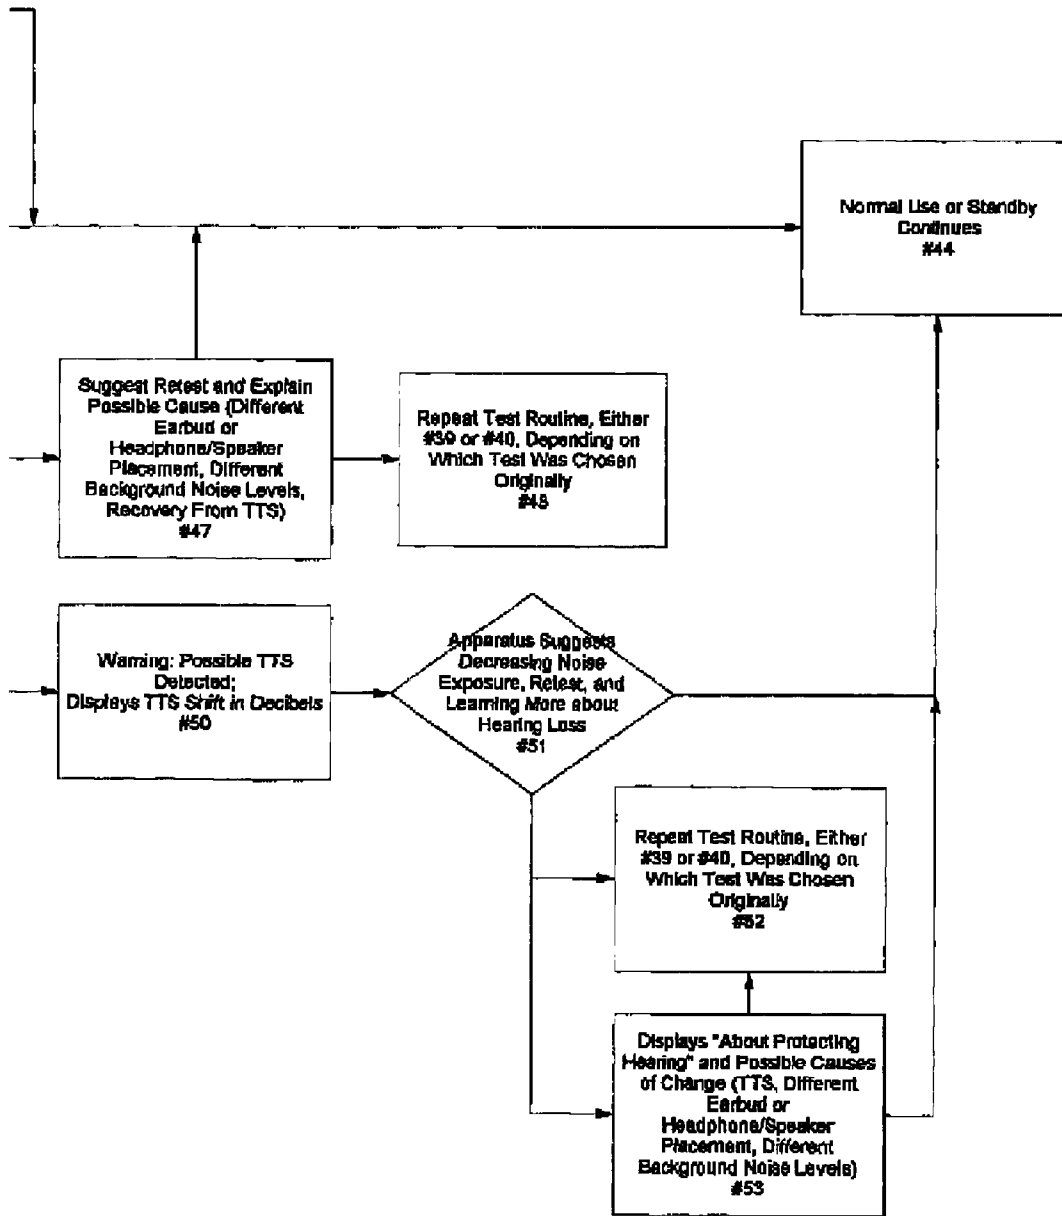 Normal Use or Standby
Continues
#44
Suggest Retest and Explain
Possible Cause (Different
Earbud or
Headphone/Speaker
Placement, Different
Background Noise Levels,
Recovery From TTS)
#47
Repeat Test Routine, Either
#39 or #40, Depending on
Which Test Was Chosen
Originally
#48
Warning: Possible TTS
Detected;
Displays TTS Shift in Decibels
#50
Apparatus Suggests
Decreasing Noise
Exposure, Retest, and
Learning More about
Hearing Loss
#51
Repeat Test Routine, Either
#39 or #40, Depending on
Which Test Was Chosen
Originally
#52
Displays "About Protecting
Hearing" and Possible Causes
of Change (TTS, Different
Earbud or
Headphone/Speaker
Placement, Different
Background Noise Levels)
#53